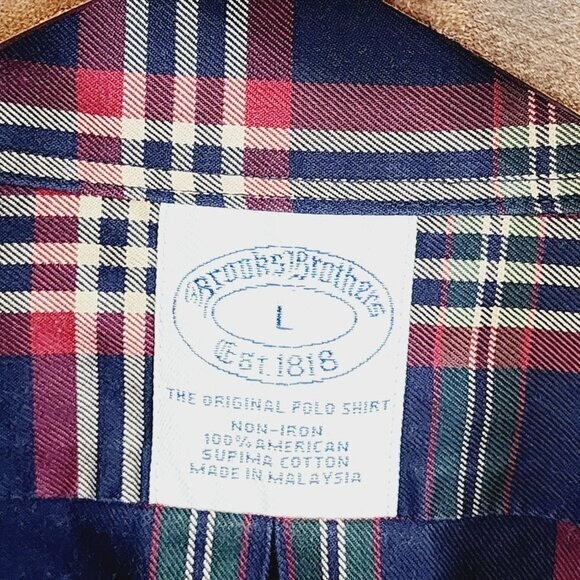 Brooks Brothers
L
Est. 1818
THE ORIGINAL POLO SHIRT
NON-IRON
100% AMERICAN
SUPIMA COTTON
MADE IN MALAYSIA